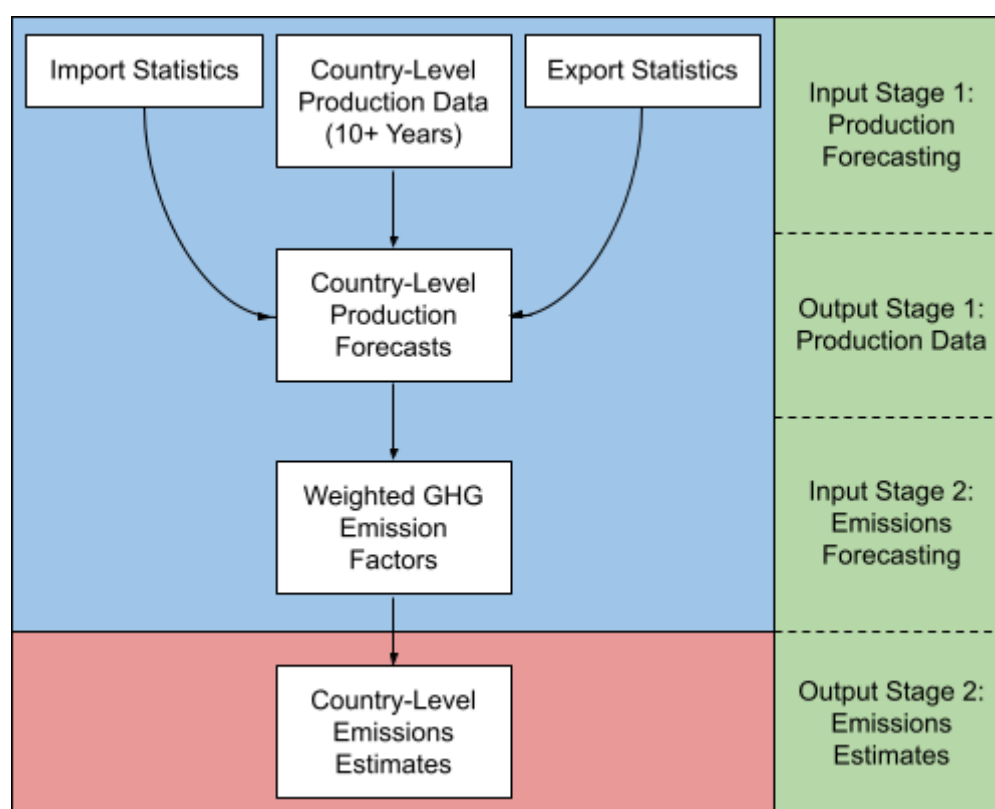 Import Statistics
Country-Level
Production Data
(10+ Years)
Export Statistics
Input Stage 1:
Production
Forecasting
Country-Level
Production
Forecasts
Output Stage 1:
Production Data
Weighted GHG
Emission
Factors
Input Stage 2:
Emissions
Forecasting
Country-Level
Emissions
Estimates
Output Stage 2:
Emissions
Estimates